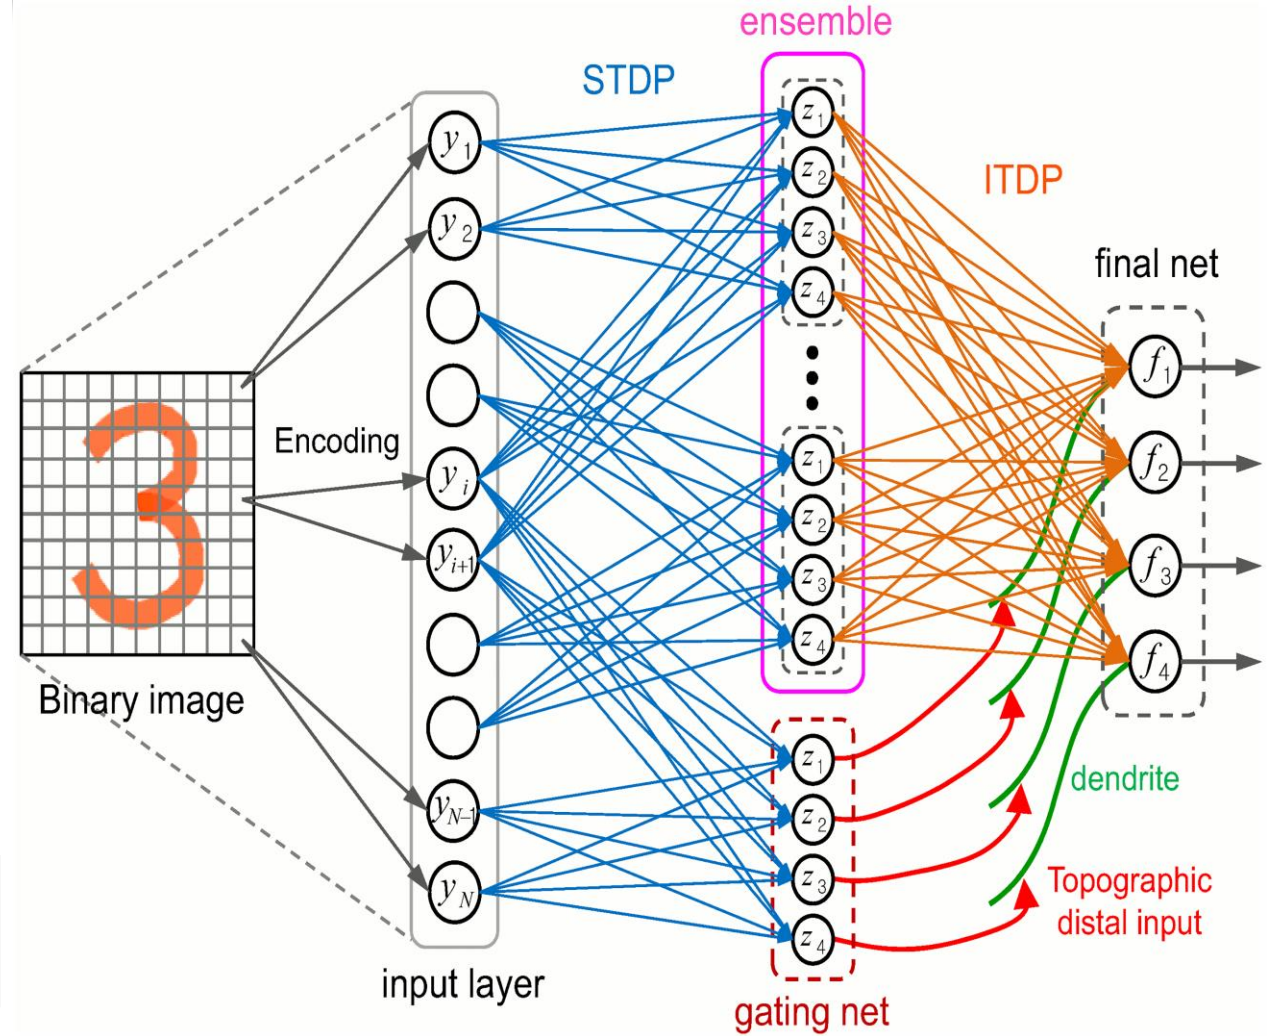 ensemble
STDP
ITDP
final net
Encoding
Binary image
input layer
gating net
dendrite
Topographic
distal input
y1
y2
yi
yi+1
yN−1
yN
z1
z2
z3
z4
z1
z2
z3
z4
z1
z2
z3
z4
f1
f2
f3
f4
3